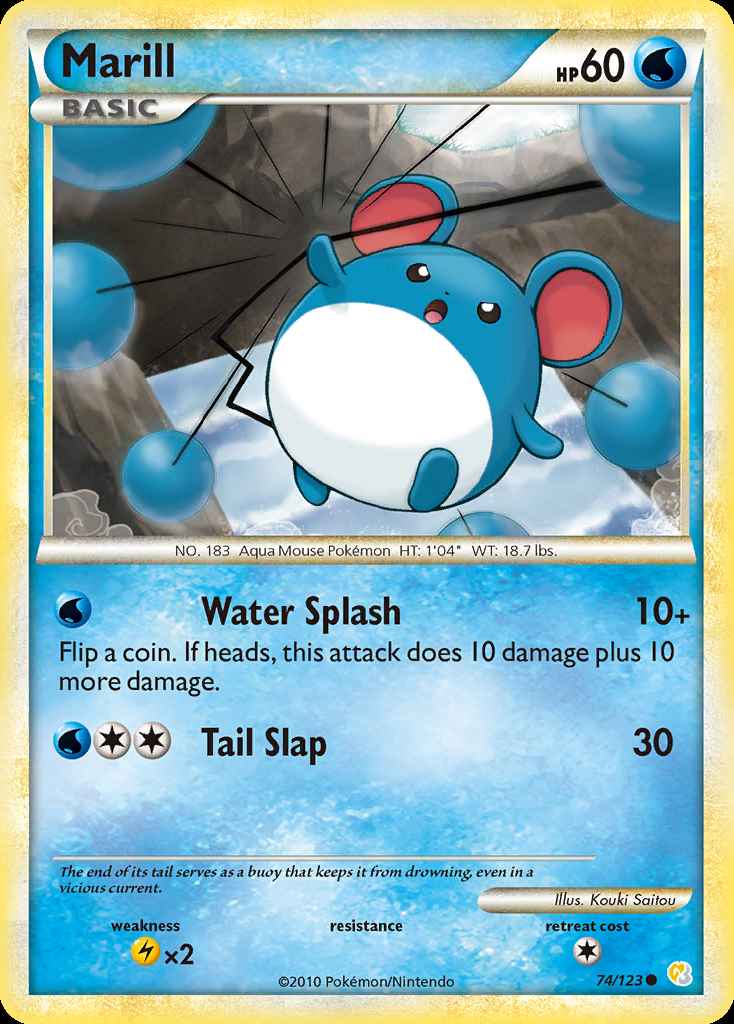 Marill
HP60
BASIC
NO. 183 Aqua Mouse Pokémon HT: 1'04" WT: 18.7 lbs.
Water Splash 10+
Flip a coin. If heads, this attack does 10 damage plus 10
more damage.
Tail Slap 30
The end of its tail serves as a buoy that keeps it from drowning, even in a
vicious current.
Illus. Kouki Saitou
weakness resistance retreat cost
×2
©2010 Pokémon/Nintendo 74/123